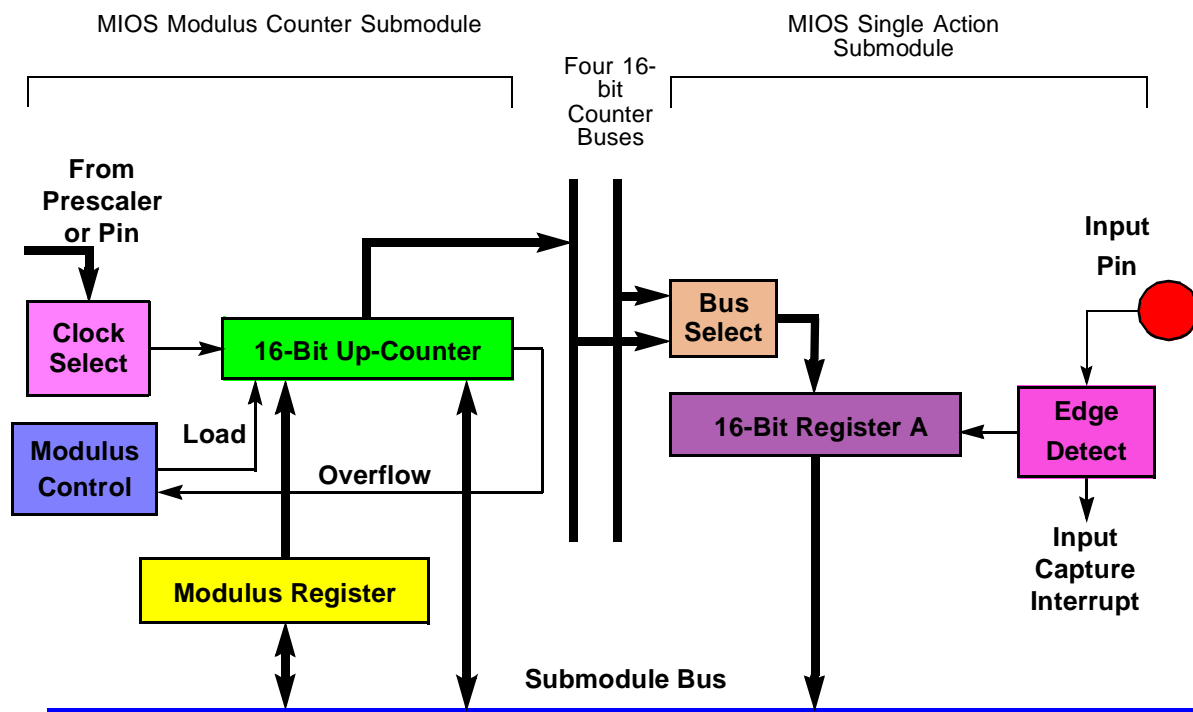 MIOS Modulus Counter Submodule
MIOS Single Action
Submodule
Four 16-
bit
Counter
Buses
From
Prescaler
or Pin
Input
Pin
Clock
Select
16-Bit Up-Counter
Bus
Select
Load
Modulus
Control
Overflow
16-Bit Register A
Edge
Detect
Input
Capture
Interrupt
Modulus Register
Submodule Bus